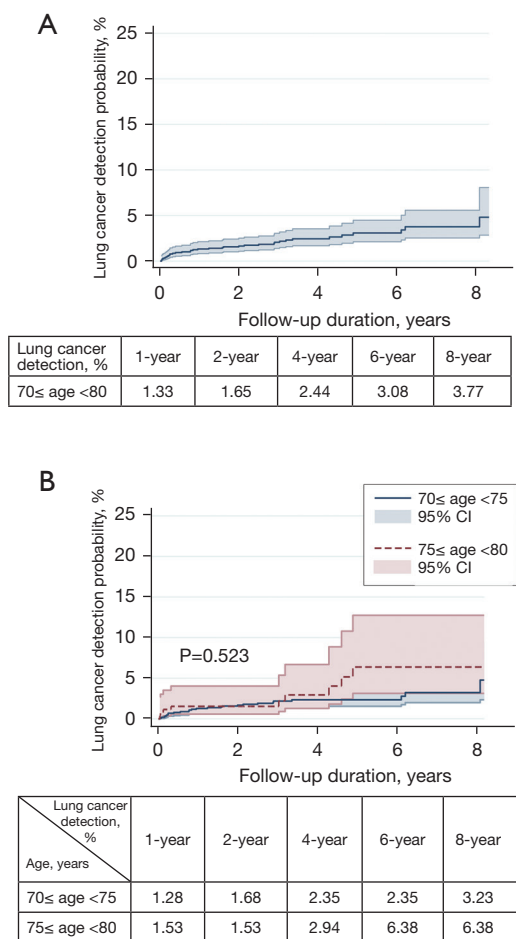 A
Lung cancer detection probability, %
25
20
15
10
5
0
0 2 4 6 8
Follow-up duration, years
Lung cancer detection, % 1-year 2-year 4-year 6-year 8-year
70≤ age <80 1.33 1.65 2.44 3.08 3.77
B
70≤ age <75
95% CI
75≤ age <80
95% CI
Lung cancer detection probability, %
25
20
15
10
5
0
P=0.523
0 2 4 6 8
Follow-up duration, years
Lung cancer detection, %
Age, years
1-year 2-year 4-year 6-year 8-year
70≤ age <75 1.28 1.68 2.35 2.35 3.23
75≤ age <80 1.53 1.53 2.94 6.38 6.38